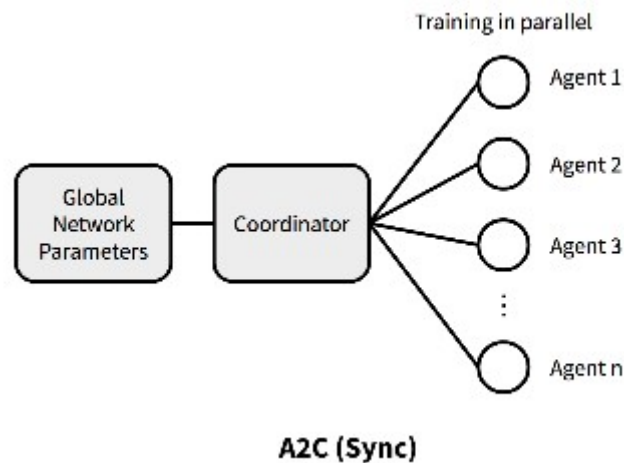 Training in parallel
Agent 1
Agent 2
Global
Network
Parameters
Coordinator
Agent 3
⋮
Agent n
A2C (Sync)